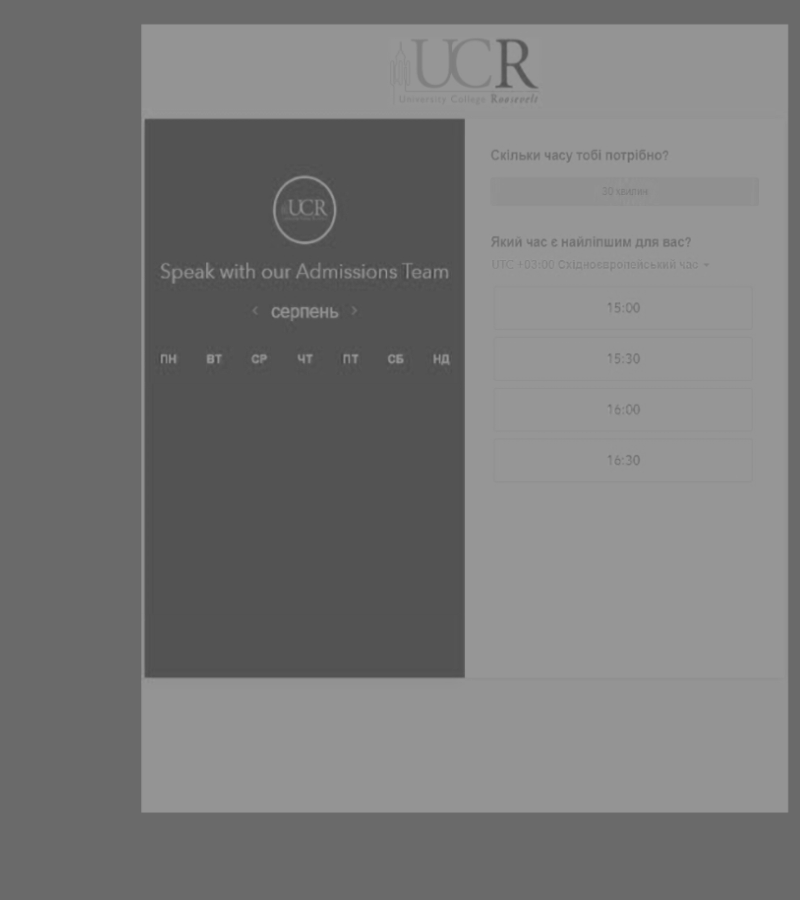 UCR
University College Roosevelt
UCR
Speak with our Admissions Team
‹ серпень ›
ПН ВТ СР ЧТ ПТ СБ НД
Скільки часу тобі потрібно?
30 хвилин
Який час є найліпшим для вас?
UTC +03:00 Східноєвропейський час
15:00
15:30
16:00
16:30